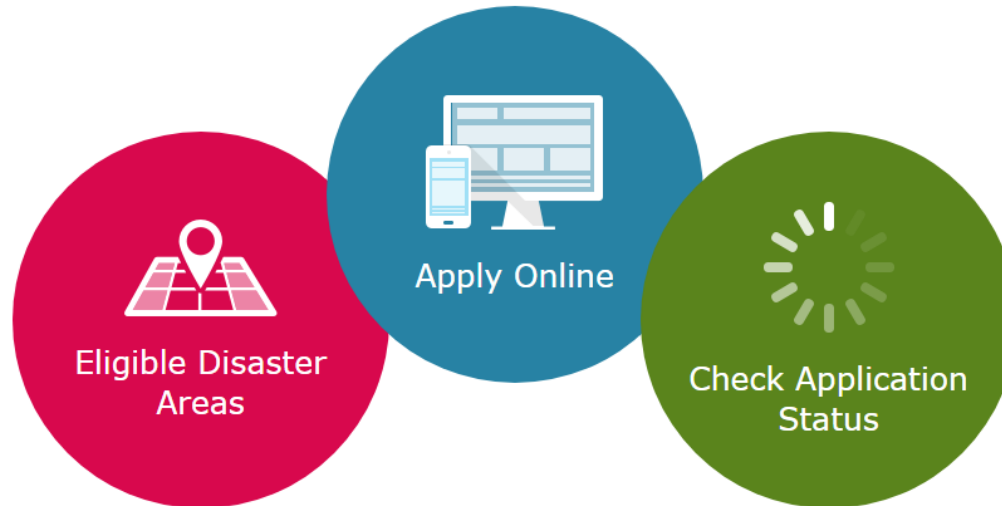 Eligible Disaster
Areas
Apply Online
Check Application
Status